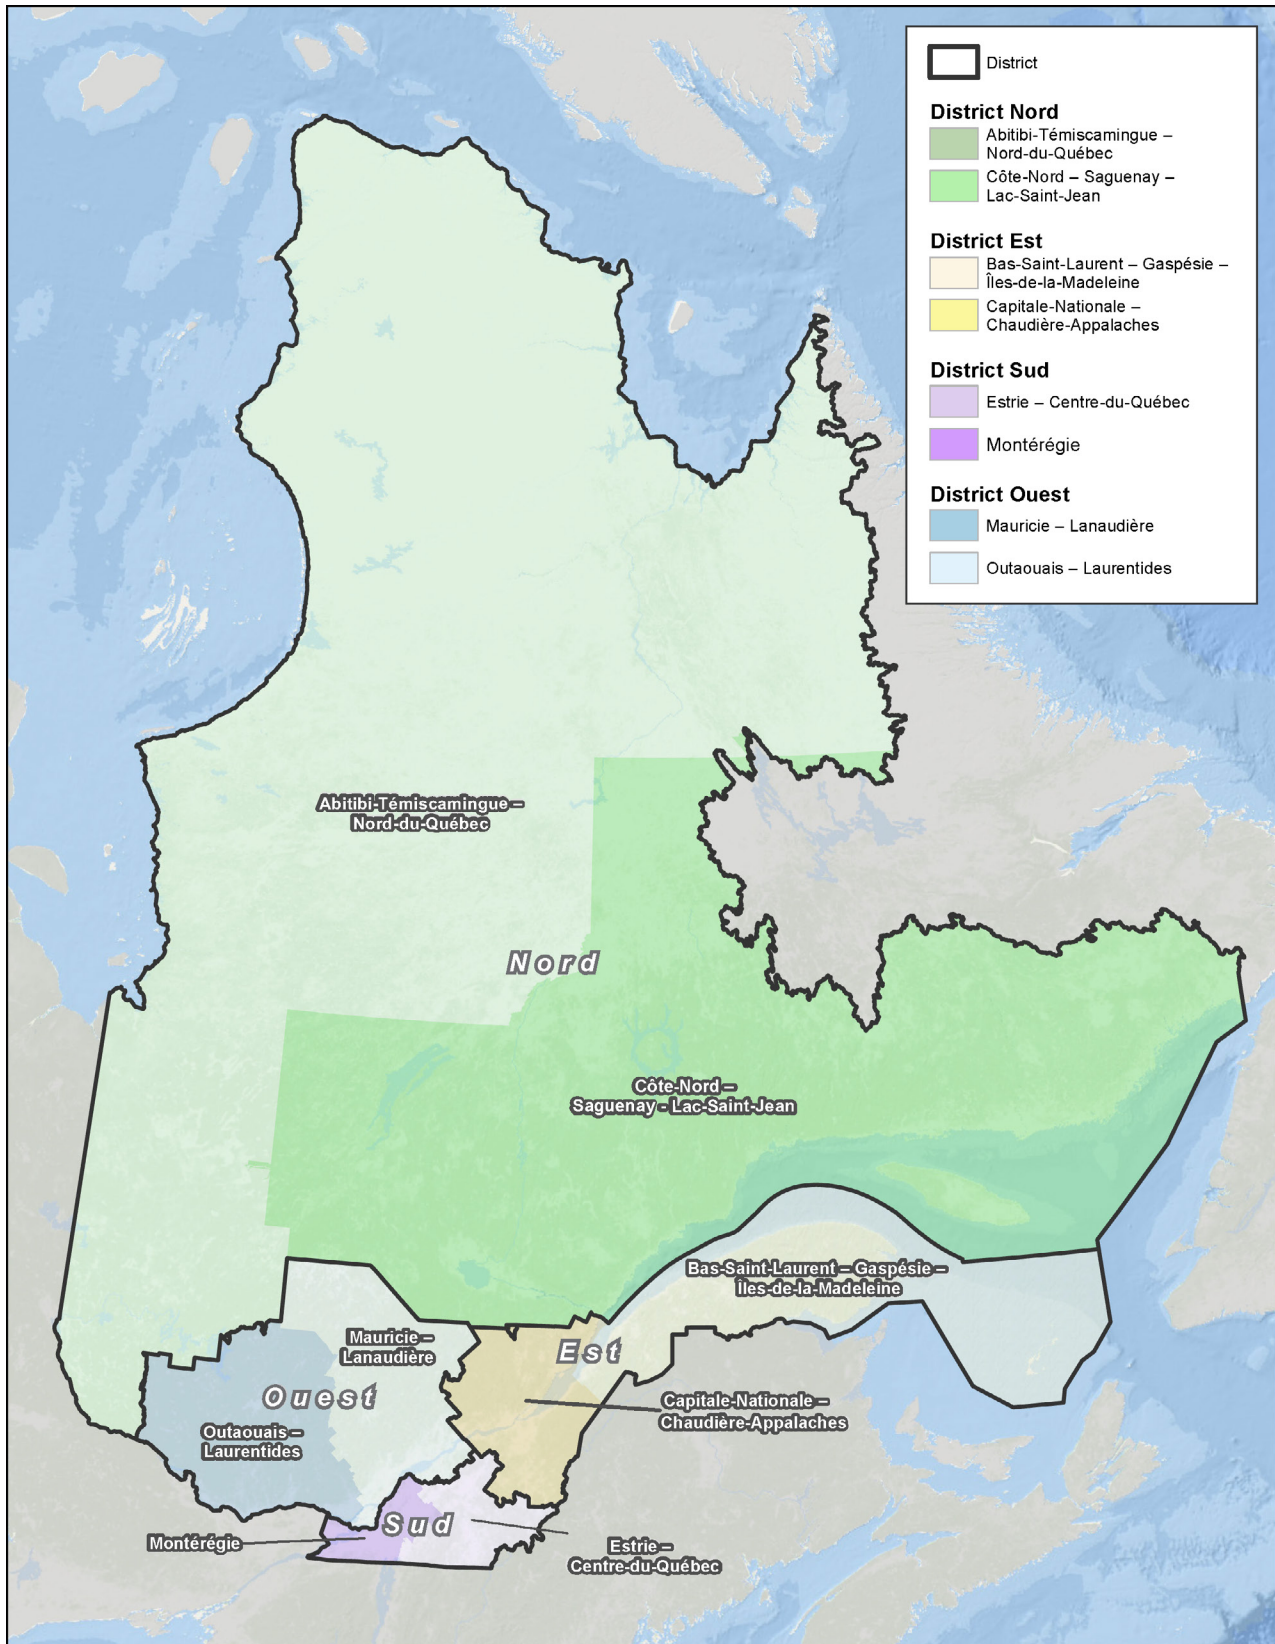 District
District Nord
Abitibi-Témiscamingue –
Nord-du-Québec
Côte-Nord – Saguenay –
Lac-Saint-Jean
District Est
Bas-Saint-Laurent – Gaspésie –
Îles-de-la-Madeleine
Capitale-Nationale –
Chaudière-Appalaches
District Sud
Estrie – Centre-du-Québec
Montérégie
District Ouest
Mauricie – Lanaudière
Outaouais – Laurentides
Abitibi-Témiscamingue –
Nord-du-Québec
Nord
Côte-Nord –
Saguenay - Lac-Saint-Jean
Bas-Saint-Laurent – Gaspésie –
Îles-de-la-Madeleine
Mauricie –
Lanaudière
Est
Ouest
Capitale-Nationale –
Chaudière-Appalaches
Outaouais –
Laurentides
Sud
Montérégie
Estrie –
Centre-du-Québec